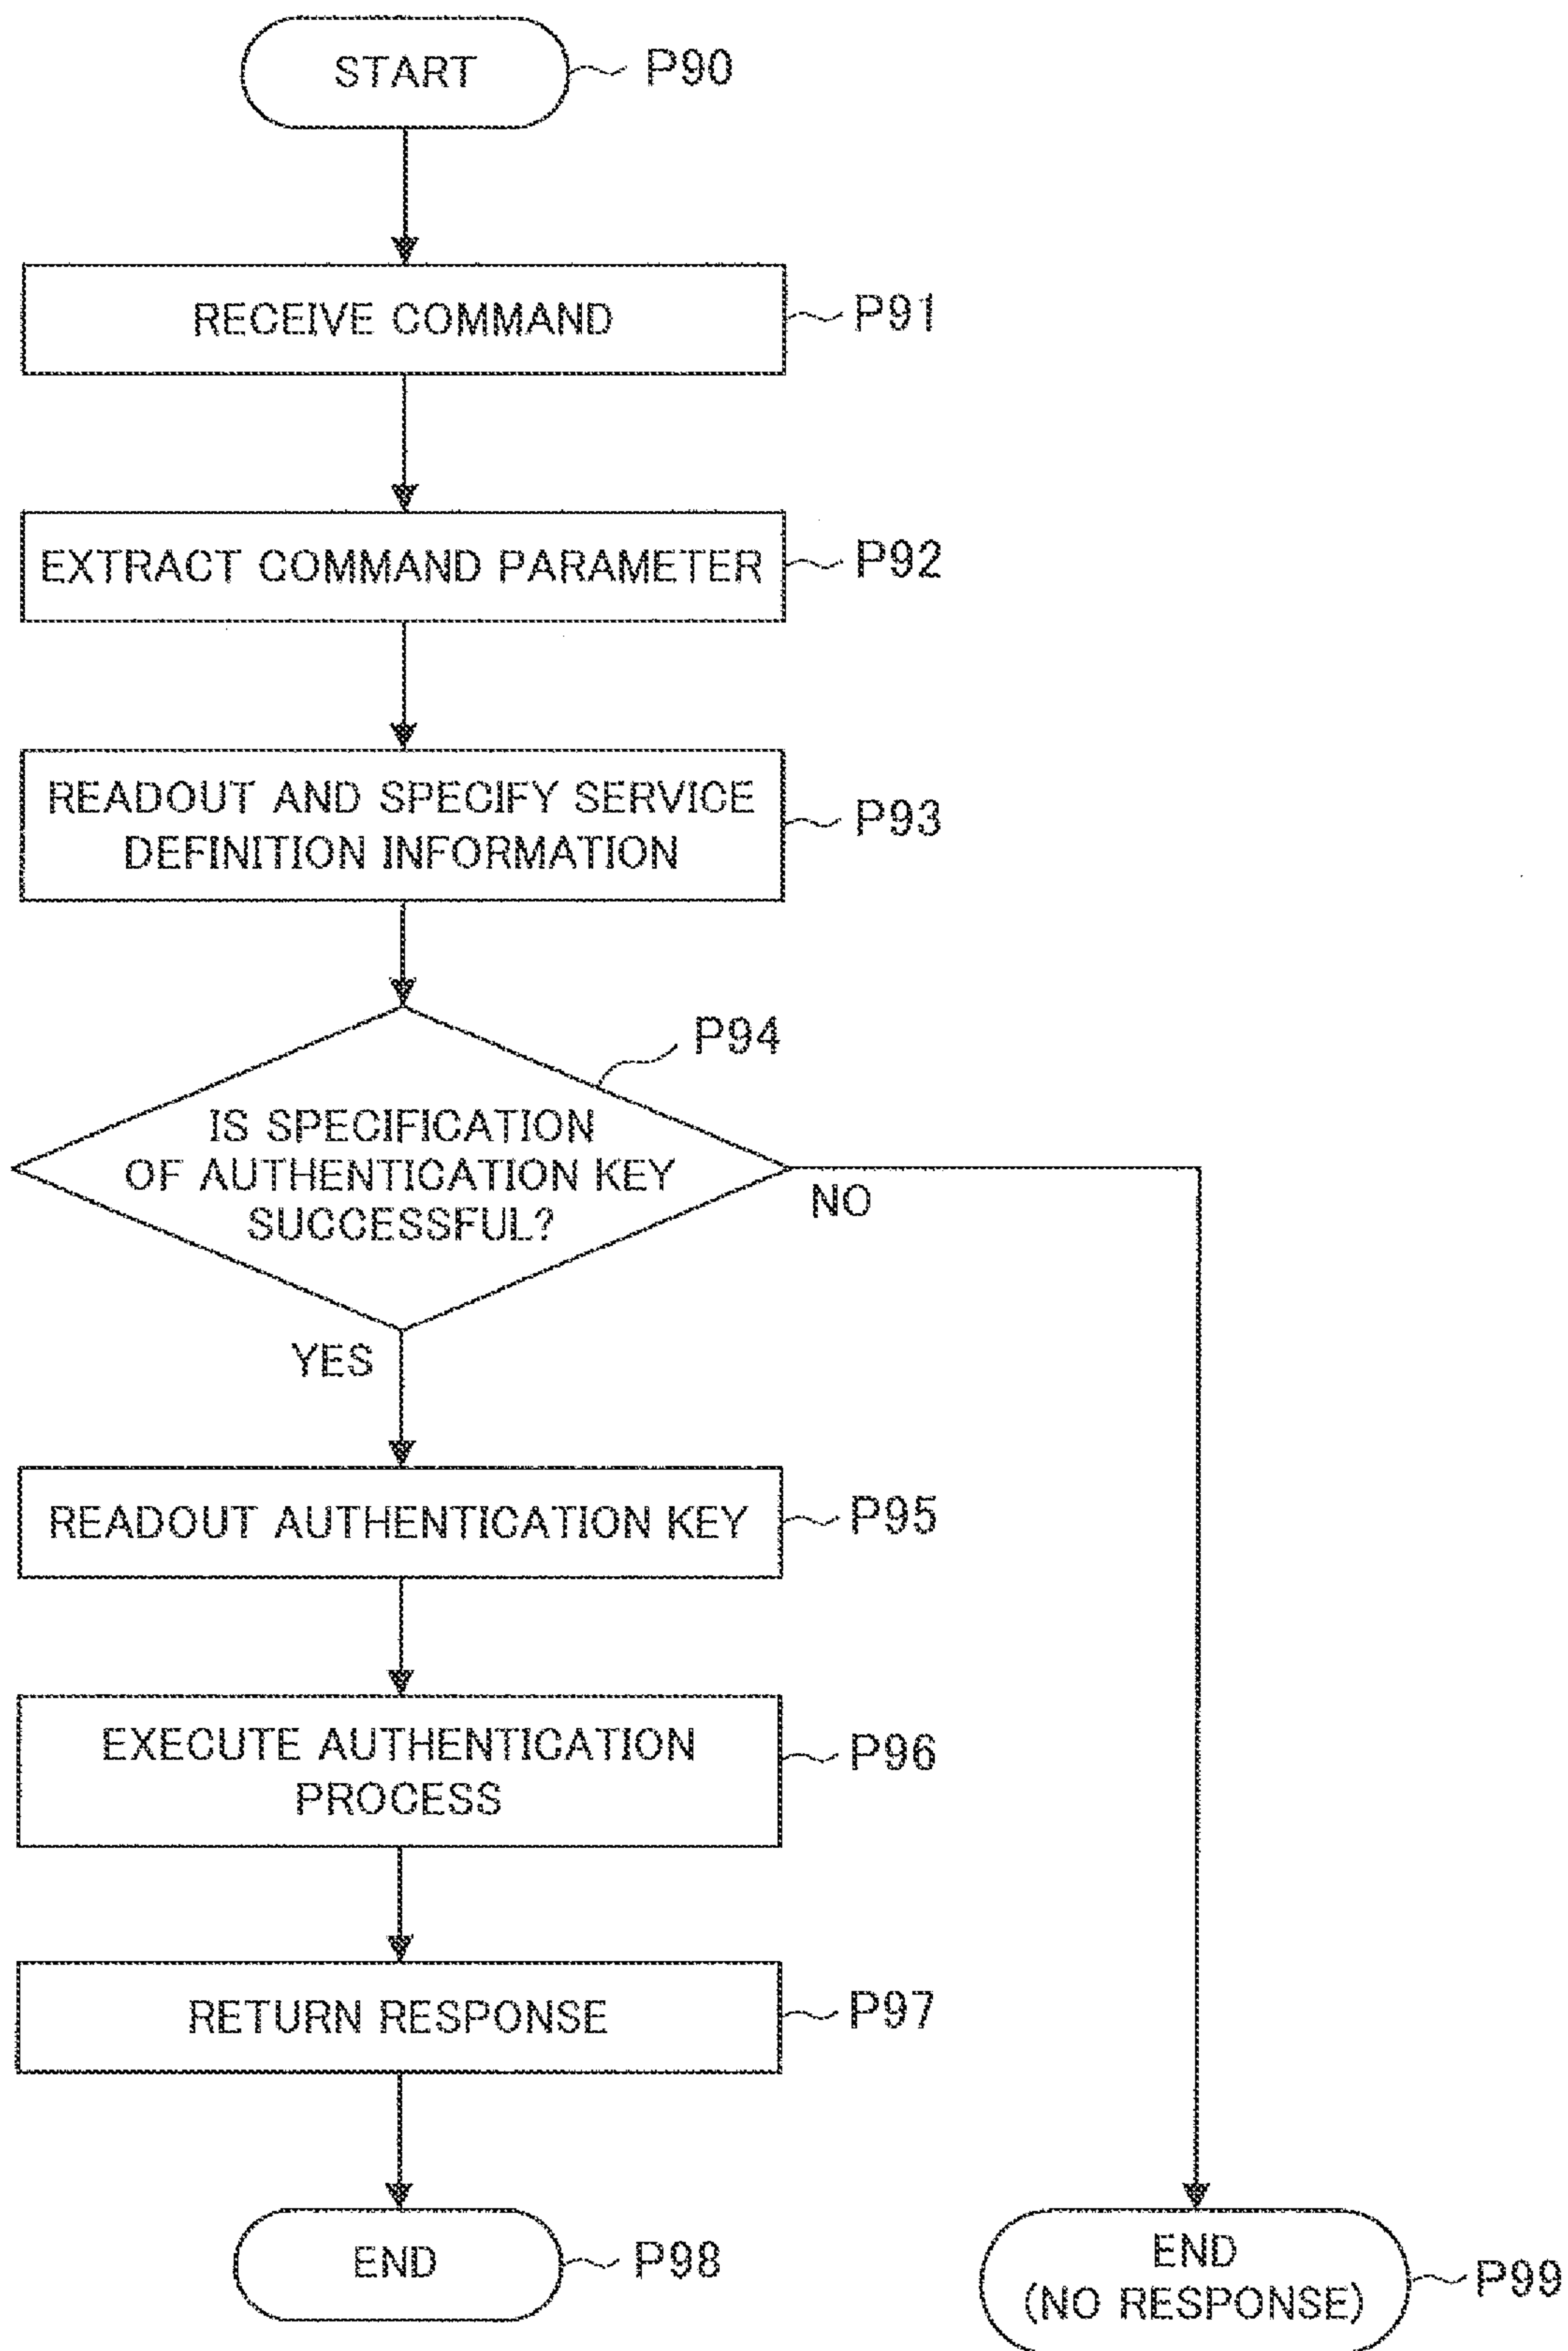 START
P90
RECEIVE COMMAND
P91
EXTRACT COMMAND PARAMETER
P92
READOUT AND SPECIFY SERVICE
DEFINITION INFORMATION
P93
P94
IS SPECIFICATION
OF AUTHENTICATION KEY
SUCCESSFUL?
NO
YES
READOUT AUTHENTICATION KEY
P95
EXECUTE AUTHENTICATION
PROCESS
P96
RETURN RESPONSE
P97
END
P98
END
(NO RESPONSE)
P99